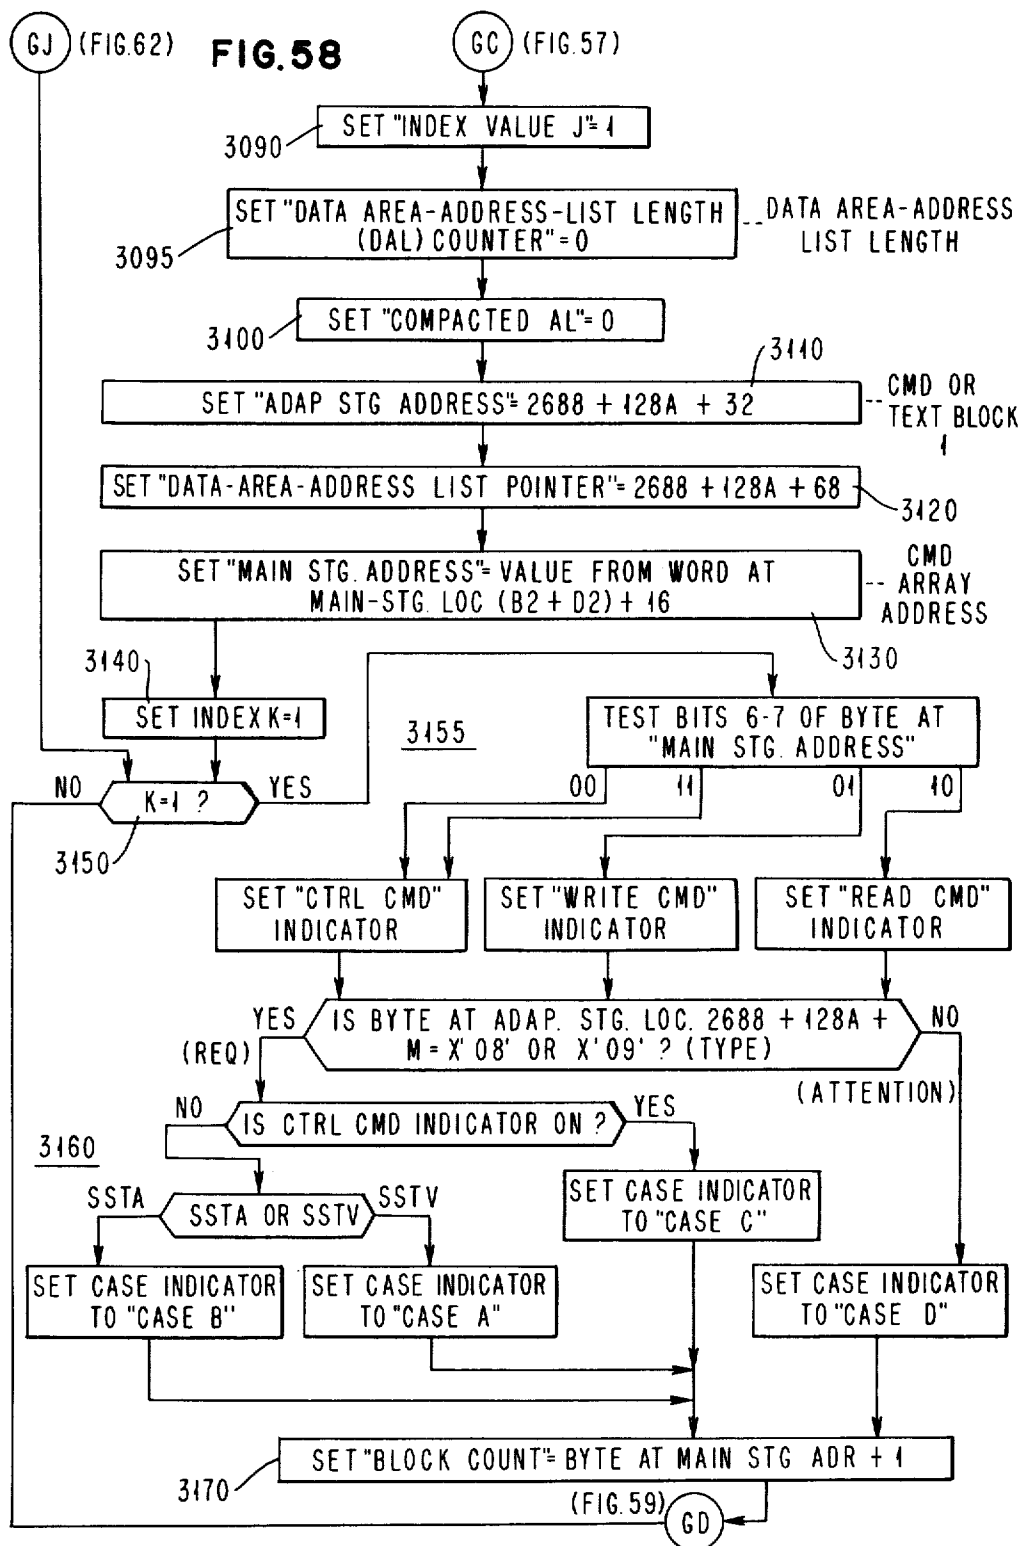 GJ (FIG.62) FIG.58 GC (FIG.57)
SET "INDEX VALUE J"=1
3090
SET "DATA AREA-ADDRESS-LIST LENGTH
(DAL) COUNTER"=0
DATA AREA-ADDRESS
LIST LENGTH
3095
SET "COMPACTED AL"=0
3100
3110
SET "ADAP STG ADDRESS"=2688 + 128A + 32
CMD OR
TEXT BLOCK
1
SET "DATA-AREA-ADDRESS LIST POINTER"=2688 + 128A + 68
3120
SET "MAIN STG. ADDRESS"=VALUE FROM WORD AT
MAIN-STG. LOC (B2 + D2) + 16
CMD
ARRAY
ADDRESS
3130
3140
SET INDEX K=1
3155
TEST BITS 6-7 OF BYTE AT
"MAIN STG. ADDRESS"
NO K=1 ? YES
00 11 01 10
3150
SET "CTRL CMD"
INDICATOR
SET "WRITE CMD"
INDICATOR
SET "READ CMD"
INDICATOR
YES
IS BYTE AT ADAP. STG. LOC. 2688 + 128A +
M = X'08' OR X'09' ? (TYPE)
NO
(REQ)
(ATTENTION)
NO IS CTRL CMD INDICATOR ON ? YES
3160
SSTA SSTA OR SSTV SSTV
SET CASE INDICATOR
TO "CASE C"
SET CASE INDICATOR
TO "CASE B"
SET CASE INDICATOR
TO "CASE A"
SET CASE INDICATOR
TO "CASE D"
SET "BLOCK COUNT"=BYTE AT MAIN STG ADR + 1
3170
(FIG.59) GD